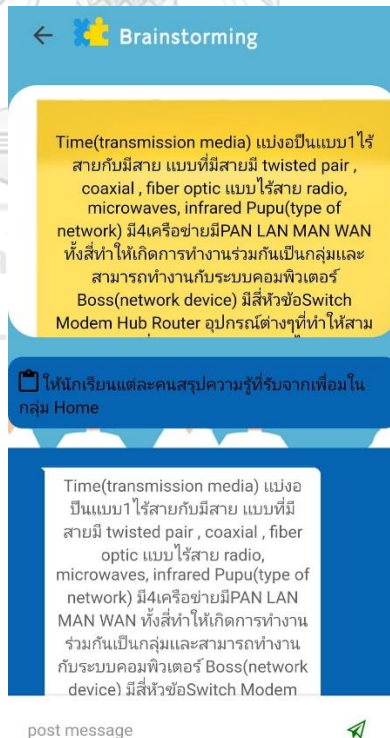 Brainstorming
Time(transmission media) แบ่งอป็นแบบ1ไร้
สายกับมีสาย แบบที่มีสายมี twisted pair ,
coaxial , fiber optic แบบไร้สาย radio,
microwaves, infrared Pupu(type of
network) มี4เครือข่ายมีPAN LAN MAN WAN
ทั้งสี่ทำให้เกิดการทำงานร่วมกันเป็นกลุ่มและ
สามารถทำงานกับระบบคอมพิวเตอร์
Boss(network device) มีสี่หัวข้อSwitch
Modem Hub Router อุปกรณ์ต่างๆที่ทำให้สาม
ให้นักเรียนแต่ละคนสรุปความรู้ที่รับจากเพื่อมใน
กลุ่ม Home
Time(transmission media) แบ่งอ
ป็นแบบ1ไร้สายกับมีสาย แบบที่มี
สายมี twisted pair , coaxial , fiber
optic แบบไร้สาย radio,
microwaves, infrared Pupu(type of
network) มี4เครือข่ายมีPAN LAN
MAN WAN ทั้งสี่ทำให้เกิดการทำงาน
ร่วมกันเป็นกลุ่มและสามารถทำงาน
กับระบบคอมพิวเตอร์ Boss(network
device) มีสี่หัวข้อSwitch Modem
post message